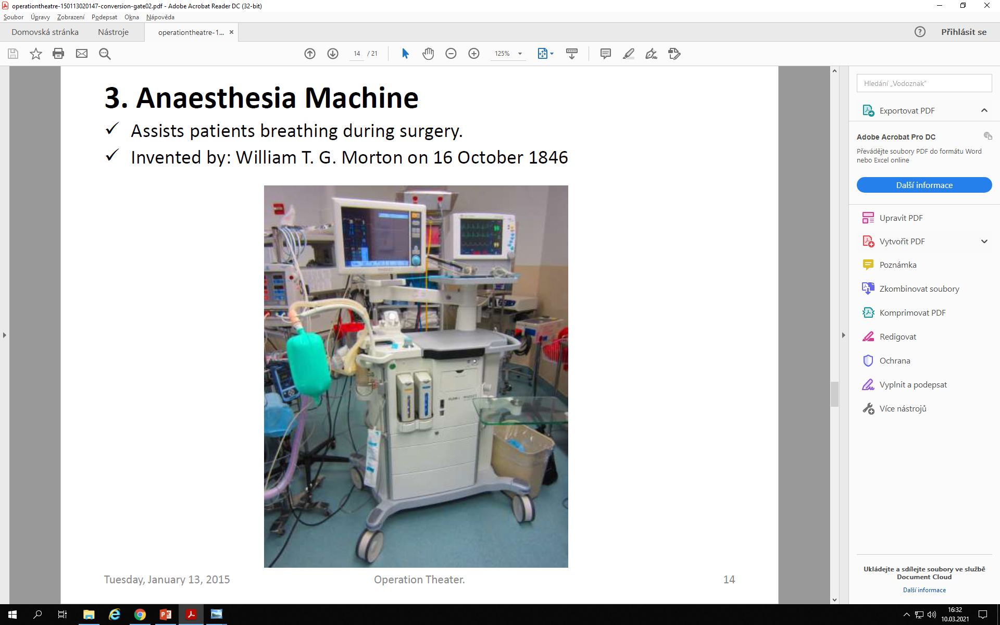 operationtheatre-150113020147-conversion-gate02.pdf - Adobe Acrobat Reader DC (32-bit)
Soubor Úpravy Zobrazení Podepsat Okna Nápověda
Domovská stránka Nástroje operationtheatre-1... Přihlásit se
14 / 21 125%
3. Anaesthesia Machine
✓ Assists patients breathing during surgery.
✓ Invented by: William T. G. Morton on 16 October 1846
Tuesday, January 13, 2015 Operation Theater. 14
Hledání „Vodoznak“
Exportovat PDF
Adobe Acrobat Pro DC
Převádějte soubory PDF do formátu Word
nebo Excel online
Další informace
Upravit PDF
Vytvořit PDF
Poznámka
Zkombinovat soubory
Komprimovat PDF
Redigovat
Ochrana
Vyplnit a podepsat
Více nástrojů
Ukládejte a sdílejte soubory ve službě
Document Cloud
Další informace
16:32
10.03.2021